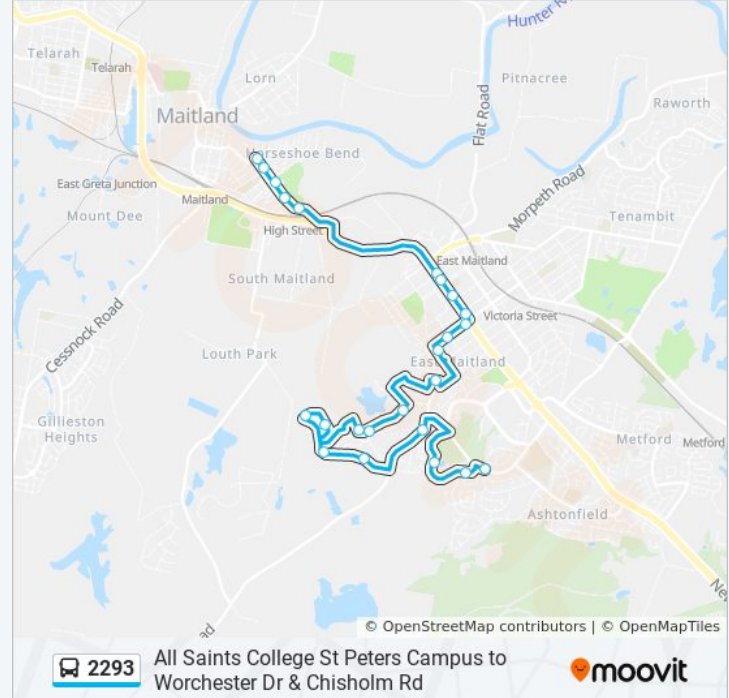 Hunter R
Telarah
Telarah
Lorn
Pitnacree
Flat Road
Raworth
Maitland
Horseshoe Bend
East Greta Junction
Maitland
Mount Dee
High Street
Morpeth Road
Tenambit
East Maitland
South Maitland
Victoria Street
Cessnock Road
Louth Park
East Maitland
Gillieston
Heights
Metford
Metford
Ashtonfield
Ne
ad
© OpenStreetMap contributors | © OpenMapTiles
2293
All Saints College St Peters Campus to
Worchester Dr & Chisholm Rd
moovit